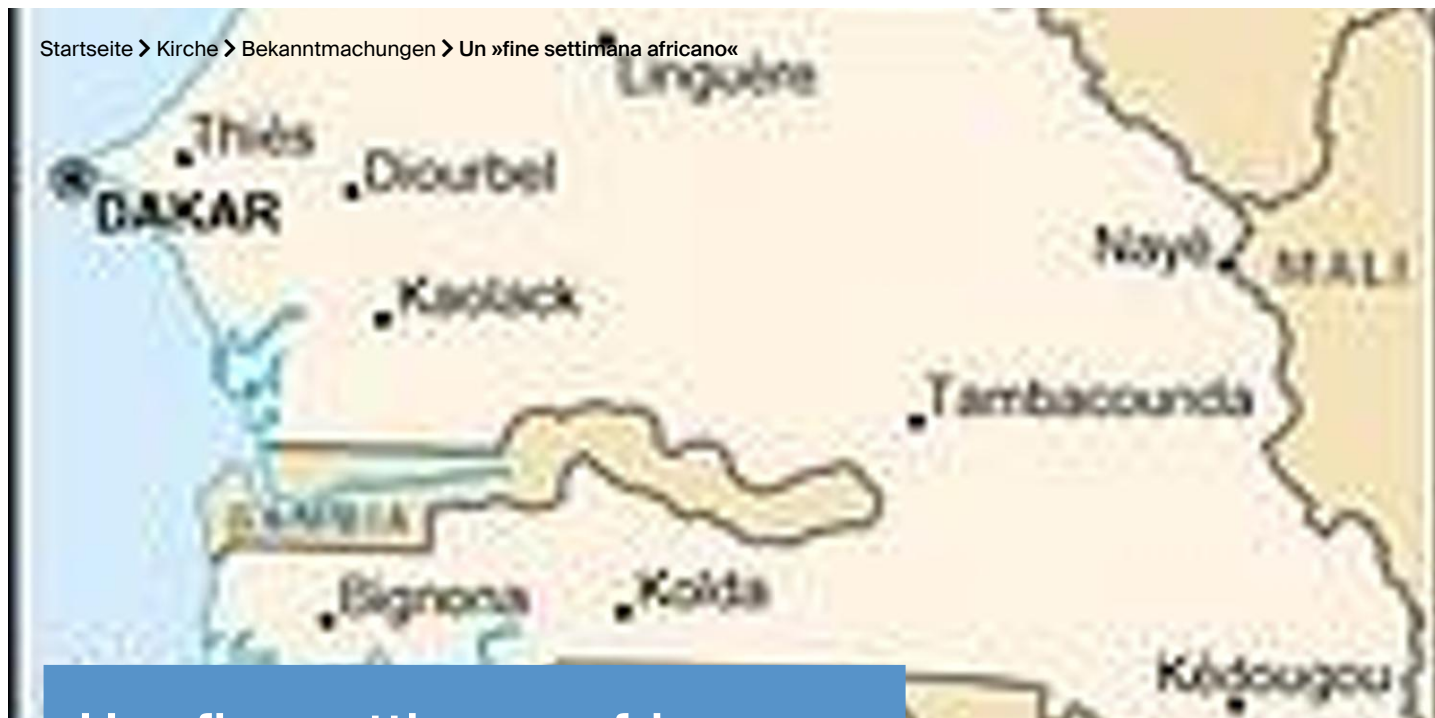 Startseite > Kirche > Bekanntmachungen > Un »fine settimana africano«
Linguère
Thiès
Diourbel
DAKAR
Nayé
MALI
Kaolack
Tambacounda
GAMBIA
Bignona
Kolda
Kédougou